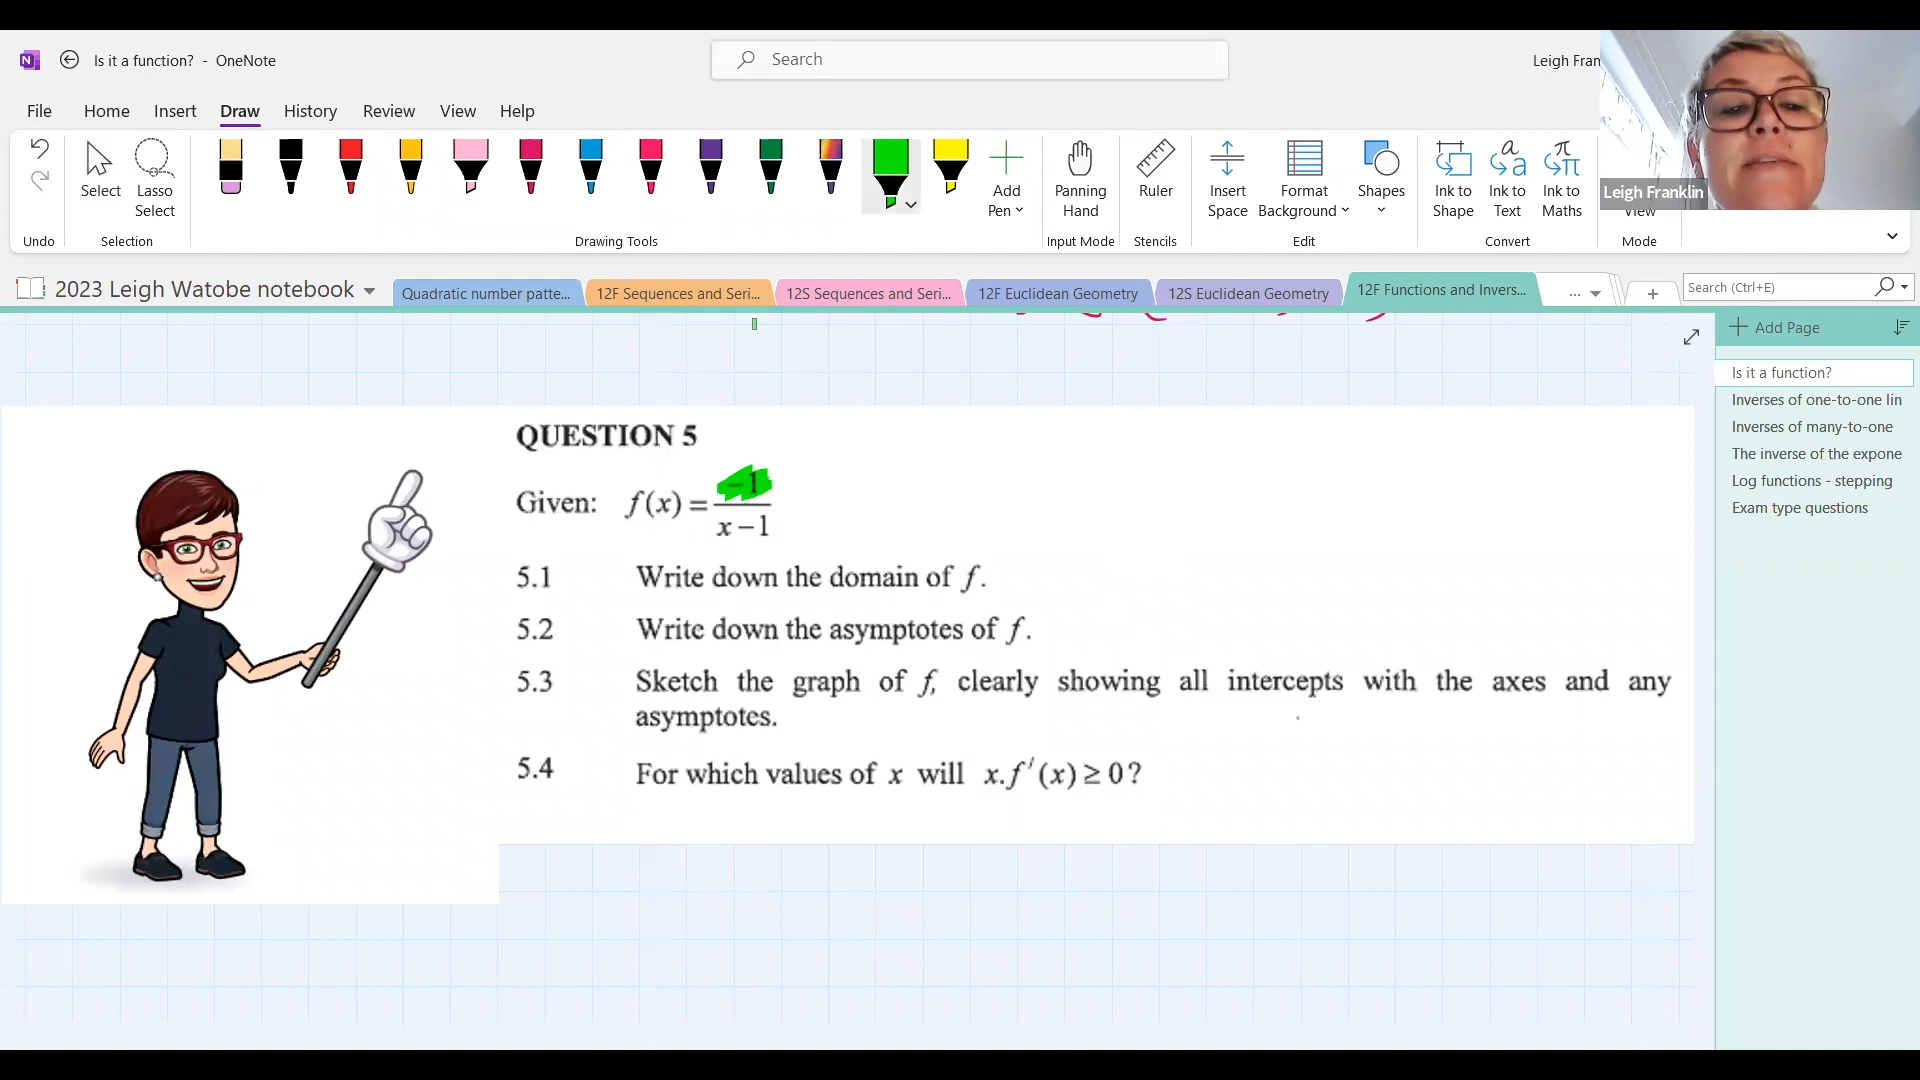 Is it a function? - OneNote
Search
Leigh Fran
File Home Insert Draw History Review View Help
Select
Lasso Select
Add Pen
Panning Hand
Ruler
Insert Space
Format Background
Shapes
Ink to Shape
Ink to Text
Ink to Maths
View
Leigh Franklin
Undo Selection Drawing Tools Input Mode Stencils Edit Convert Mode
2023 Leigh Watobe notebook
Quadratic number patte...
12F Sequences and Seri...
12S Sequences and Seri...
12F Euclidean Geometry
12S Euclidean Geometry
12F Functions and Invers...
...
Search (Ctrl+E)
Add Page
Is it a function?
Inverses of one-to-one lin
Inverses of many-to-one
The inverse of the expone
Log functions - stepping
Exam type questions
QUESTION 5
Given: f(x) = −1 / x − 1
5.1 Write down the domain of f.
5.2 Write down the asymptotes of f.
5.3 Sketch the graph of f, clearly showing all intercepts with the axes and any
asymptotes.
5.4 For which values of x will x.f′(x) ≥ 0?